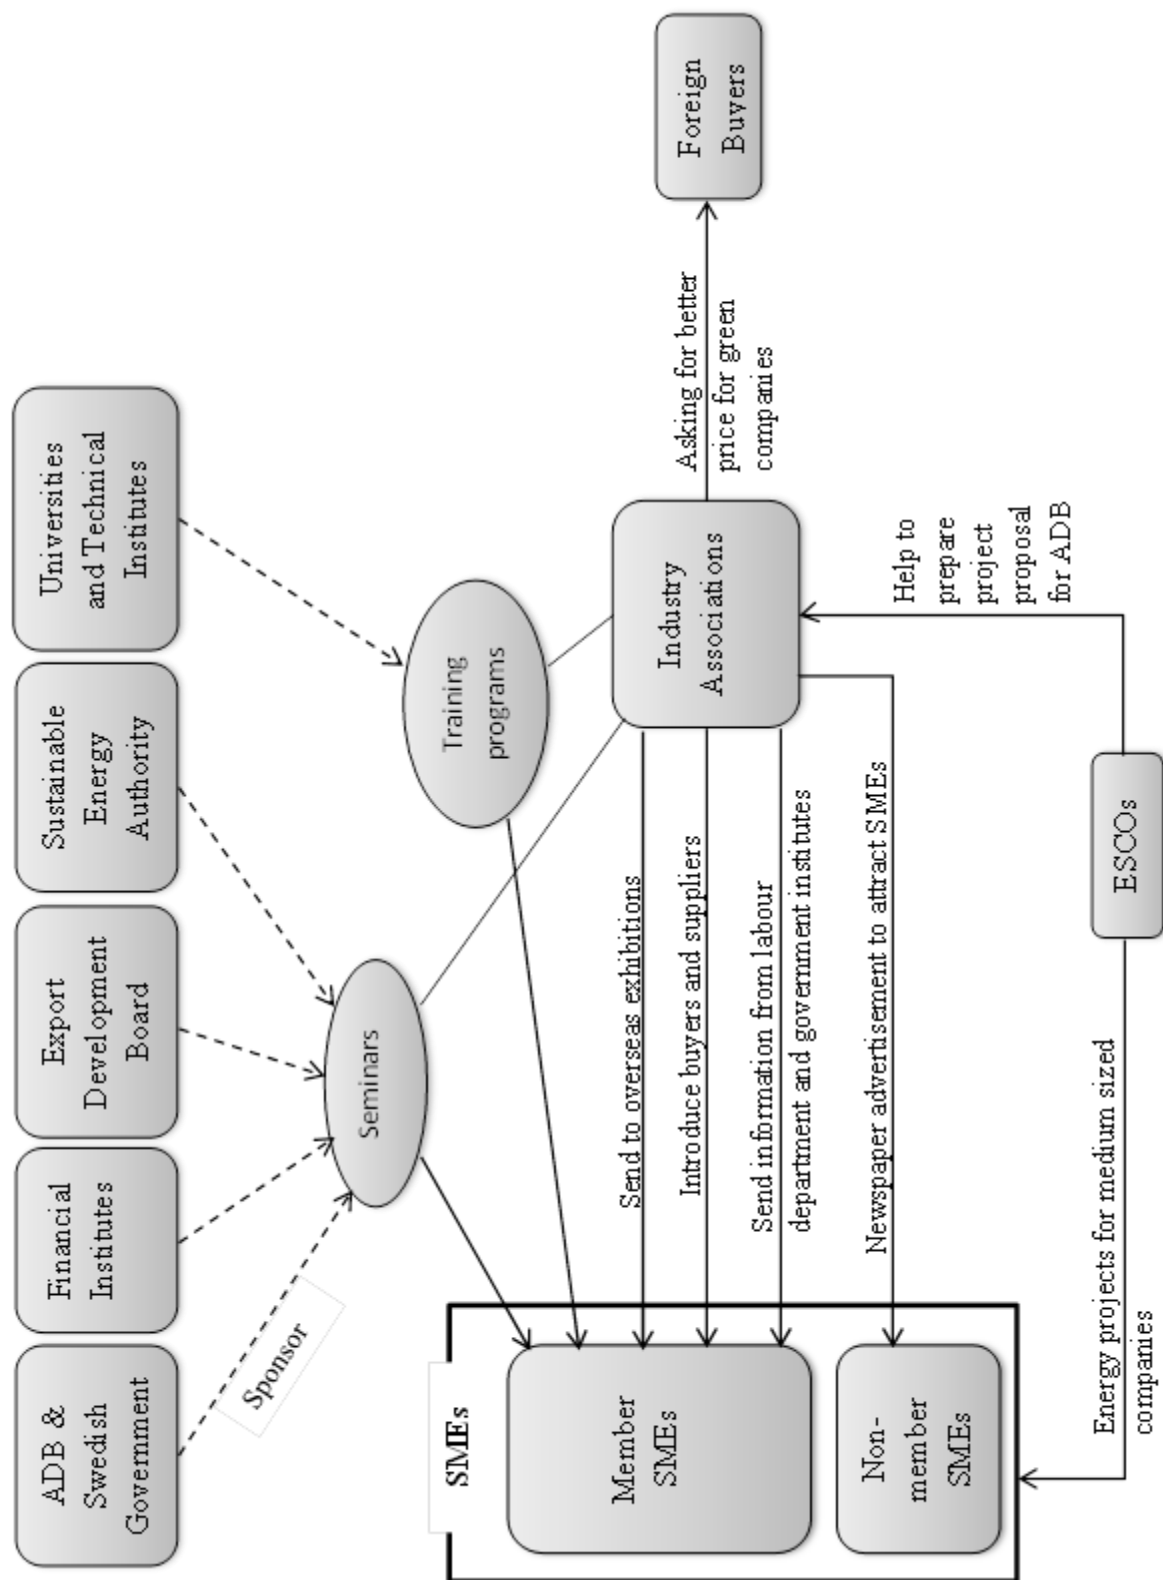 ADB &
Swedish
Government
Financial
Institutes
Export
Development
Board
Sustainable
Energy
Authority
Universities
and Technical
Institutes
Sponsor
Seminars
Training
programs
SMEs
Member
SMEs
Non-
member
SMEs
Send to overseas exhibitions
Introduce buyers and suppliers
Send information from labour
department and government institutes
Newspaper advertisement to attract SMEs
Industry
Associations
Asking for better
price for green
companies
Foreign
Buyers
Help to
prepare
project
proposal
for ADB
ESCOs
Energy projects for medium sized
companies